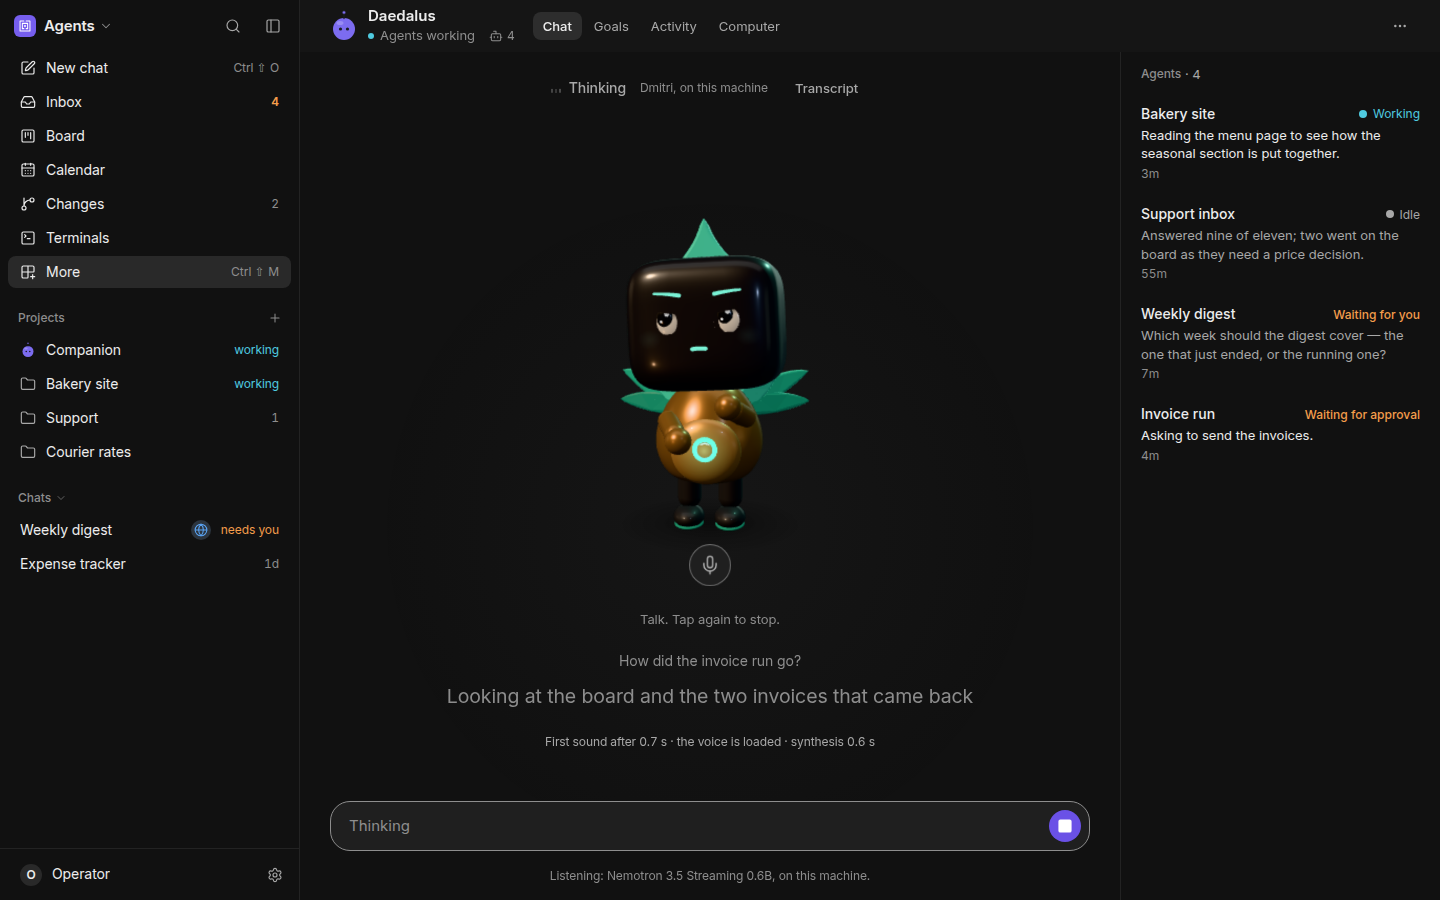 Agents
New chat
Ctrl ⇧ O
Inbox
4
Board
Calendar
Changes
2
Terminals
More
Ctrl ⇧ M
Projects
Companion
working
Bakery site
working
Support
1
Courier rates
Chats
Weekly digest
needs you
Expense tracker
1d
O
Operator
Daedalus
Agents working
4
Chat
Goals
Activity
Computer
Thinking
Dmitri, on this machine
Transcript
Talk. Tap again to stop.
How did the invoice run go?
Looking at the board and the two invoices that came back
First sound after 0.7 s · the voice is loaded · synthesis 0.6 s
Thinking
Listening: Nemotron 3.5 Streaming 0.6B, on this machine.
Agents · 4
Bakery site
Working
Reading the menu page to see how the
seasonal section is put together.
3m
Support inbox
Idle
Answered nine of eleven; two went on the
board as they need a price decision.
55m
Weekly digest
Waiting for you
Which week should the digest cover — the
one that just ended, or the running one?
7m
Invoice run
Waiting for approval
Asking to send the invoices.
4m